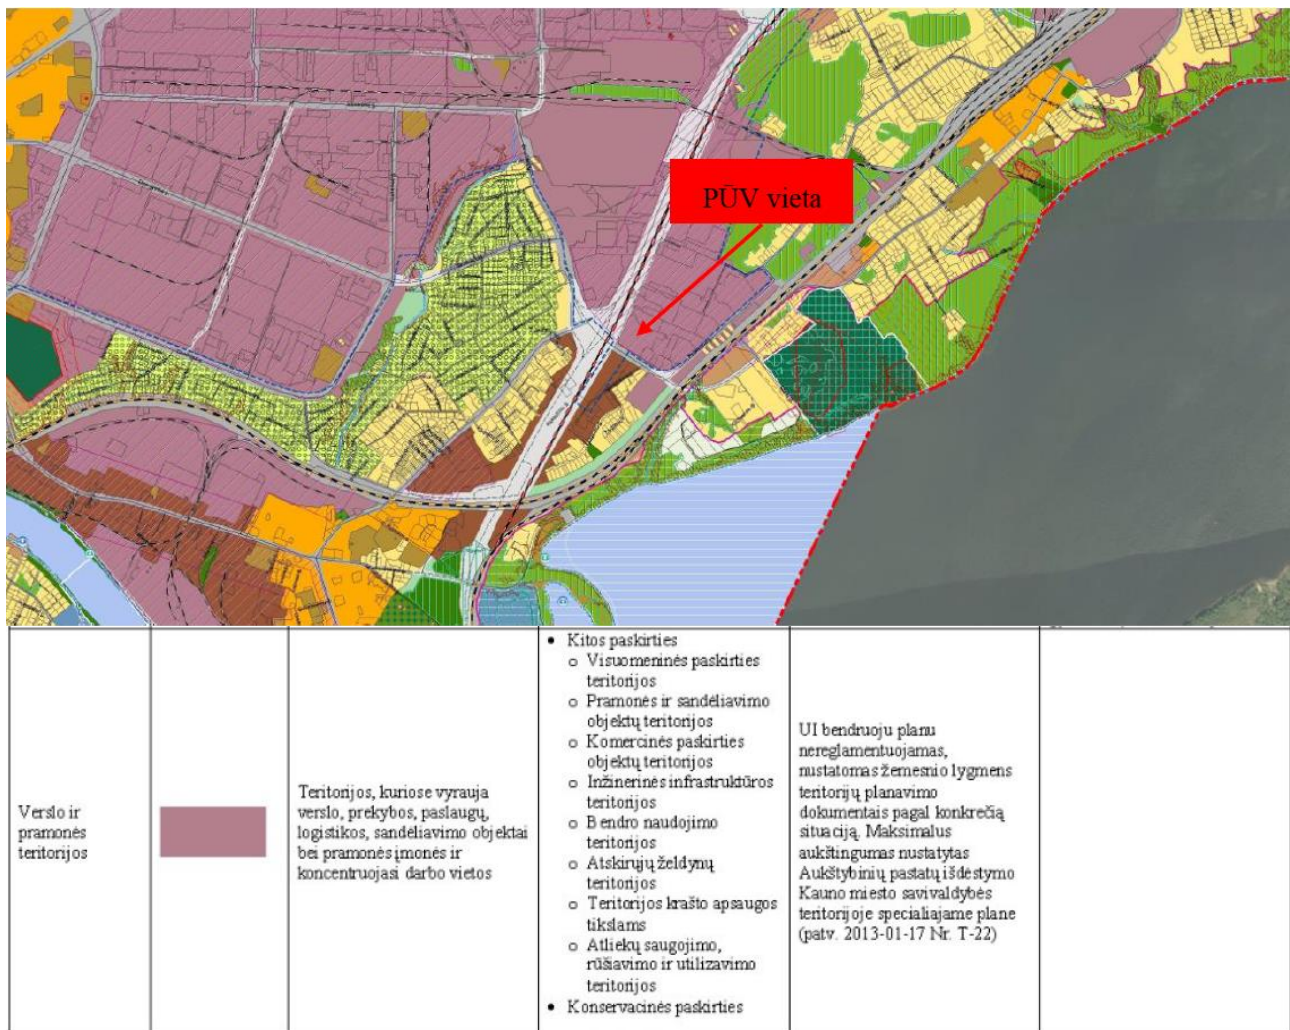 PŪV vieta
Verslo ir
pramonės
teritorijos
Teritorijos, kuriose vyrauja
verslo, prekybos, paslaugų,
logistikos, sandėliavimo objektai
bei pramonės įmonės ir
koncentruojasi darbo vietos
• Kitos paskirties
o Visuomeninės paskirties
teritorijos
o Pramonės ir sandėliavimo
objektų teritorijos
o Komercinės paskirties
objektų teritorijos
o Inžinerinės infrastruktūros
teritorijos
o Bendro naudojimo
teritorijos
o Atskirųjų želdynų
teritorijos
o Teritorijos krašto apsaugos
tikslams
o Atliekų saugojimo,
rūšiavimo ir utilizavimo
teritorijos
• Konservacinės paskirties
UI bendruoju planu
nereglamentuojamas,
nustatomas žemesnio lygmens
teritorijų planavimo
dokumentais pagal konkrečią
situaciją. Maksimalus
aukštingumas nustatytas
Aukštybinių pastatų išdėstymo
Kauno miesto savivaldybės
teritorijoje specialiajame plane
(patv. 2013-01-17 Nr. T-22)